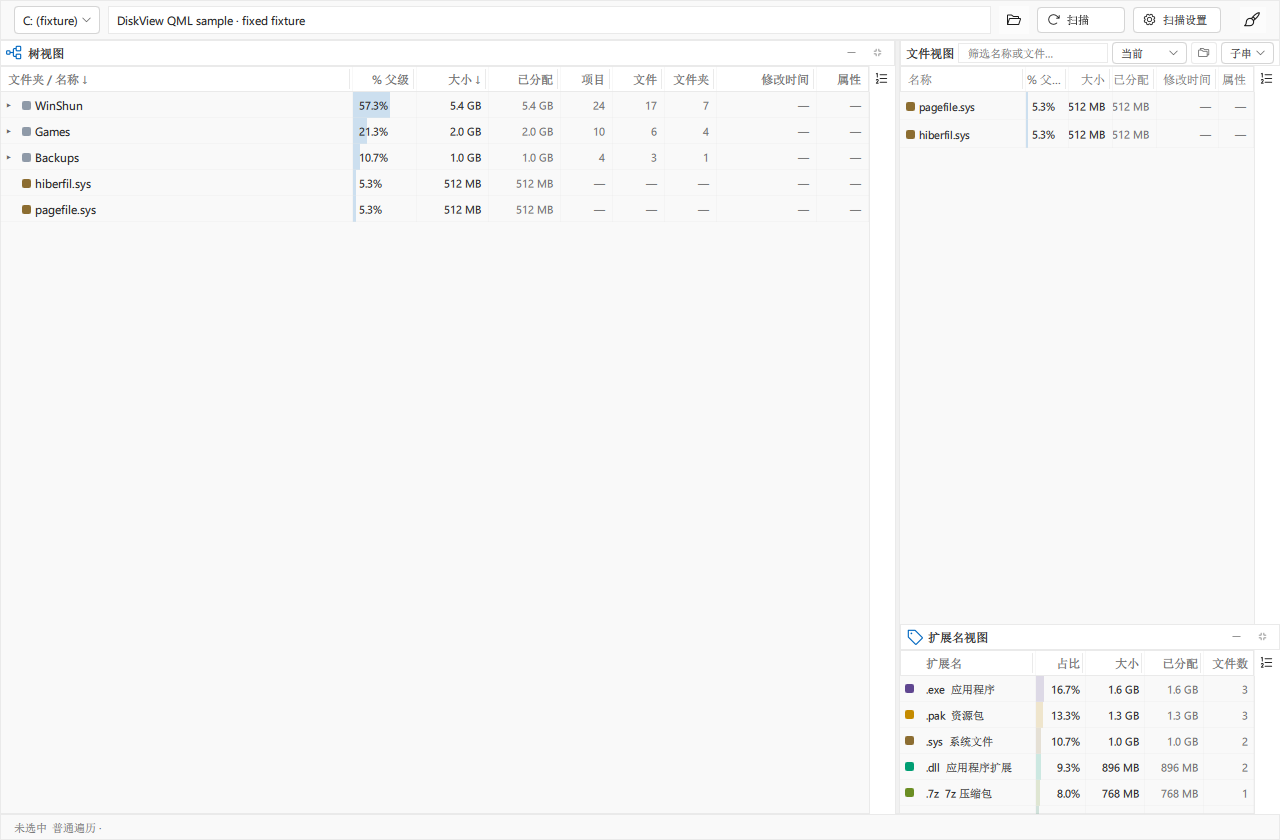 C: (fixture) DiskView QML sample · fixed fixture 扫描 扫描设置
树视图
文件夹 / 名称 ↓ % 父级 大小 ↓ 已分配 项目 文件 文件夹 修改时间 属性
WinShun 57.3% 5.4 GB 5.4 GB 24 17 7 — —
Games 21.3% 2.0 GB 2.0 GB 10 6 4 — —
Backups 10.7% 1.0 GB 1.0 GB 4 3 1 — —
hiberfil.sys 5.3% 512 MB 512 MB — — — — —
pagefile.sys 5.3% 512 MB 512 MB — — — — —
文件视图 筛选名称或文件... 当前 子串
名称 % 父... 大小 已分配 修改时间 属性
pagefile.sys 5.3% 512 MB 512 MB — —
hiberfil.sys 5.3% 512 MB 512 MB — —
扩展名视图
扩展名 占比 大小 已分配 文件数
.exe 应用程序 16.7% 1.6 GB 1.6 GB 3
.pak 资源包 13.3% 1.3 GB 1.3 GB 3
.sys 系统文件 10.7% 1.0 GB 1.0 GB 2
.dll 应用程序扩展 9.3% 896 MB 896 MB 2
.7z 7z 压缩包 8.0% 768 MB 768 MB 1
未选中 普通遍历 ·